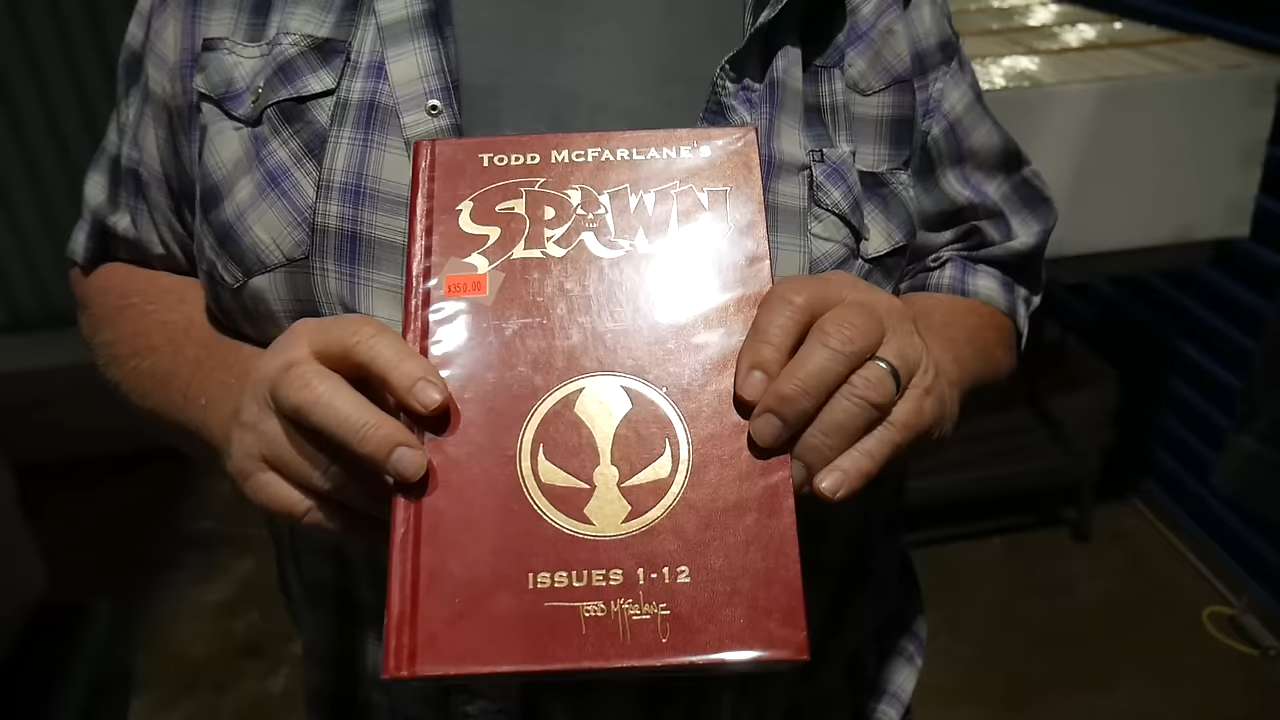 TODD MCFARLANE'S
SPAWN
$350.00
ISSUES 1-12
TODD McFARLANE